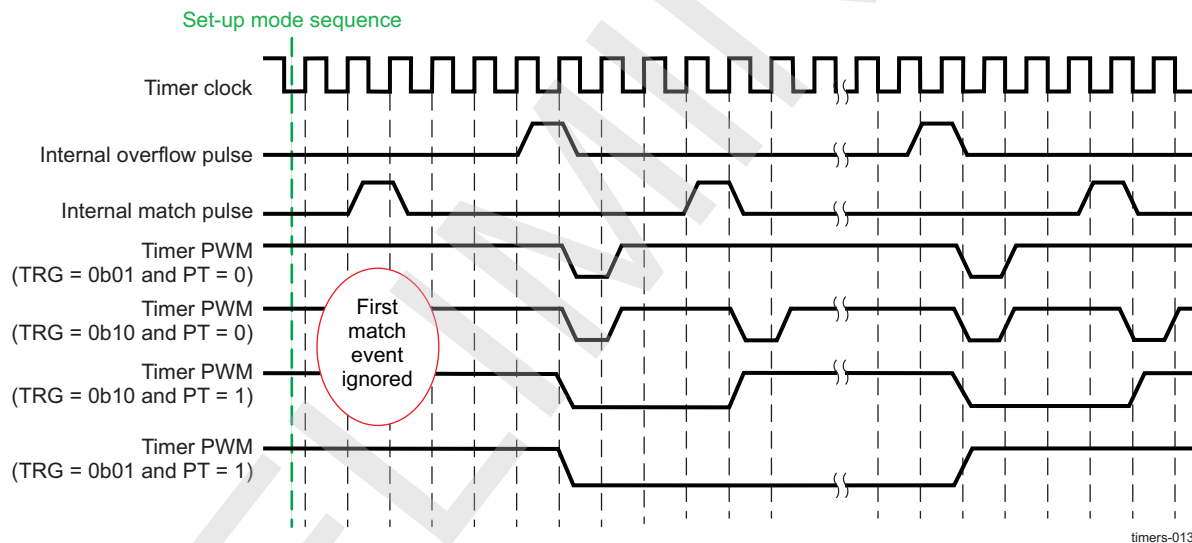 Set-up mode sequence
Timer clock
Internal overflow pulse
Internal match pulse
Timer PWM
(TRG = 0b01 and PT = 0)
Timer PWM
(TRG = 0b10 and PT = 0)
First
match
event
ignored
Timer PWM
(TRG = 0b10 and PT = 1)
Timer PWM
(TRG = 0b01 and PT = 1)
timers-013